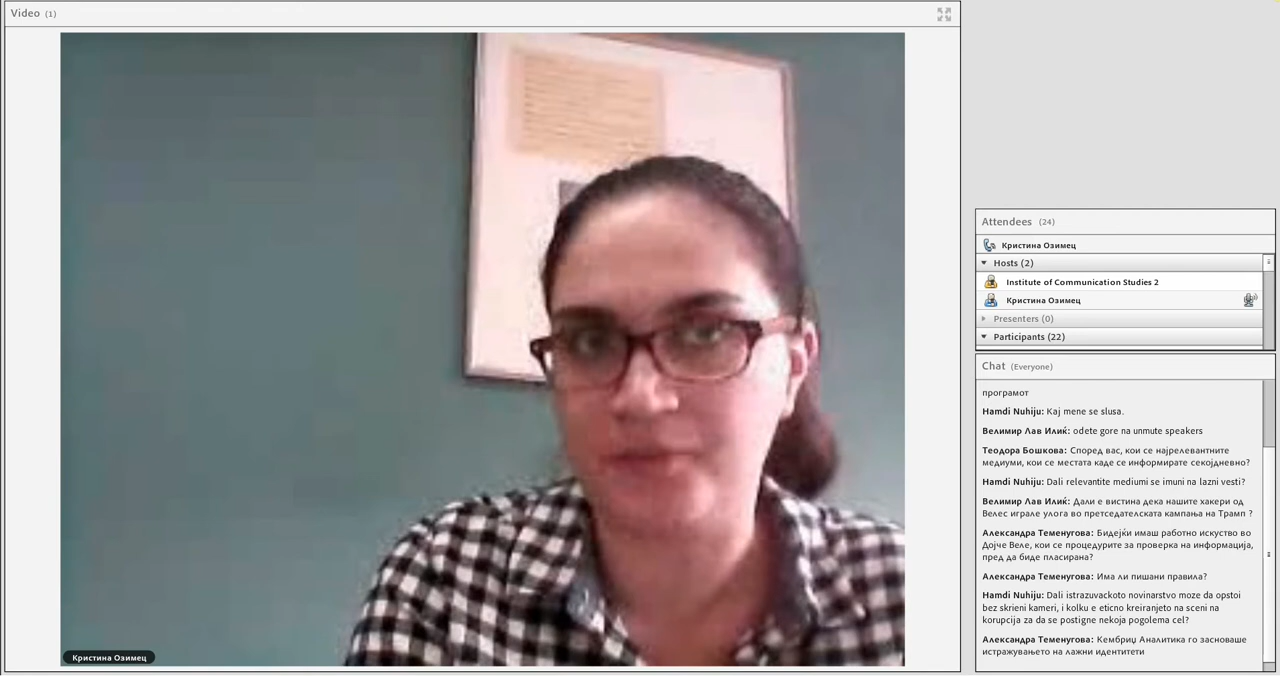 Video (1)
Кристина Озимец
Attendees (24)
Кристина Озимец
Hosts (2)
Institute of Communication Studies 2
Кристина Озимец
Presenters (0)
Participants (22)
Chat (Everyone)
програмот
Hamdi Nuhiju: Kaj mene se slusa.
Велимир Лав Илиќ: odete gore na unmute speakers
Теодора Бошкова: Според вас, кои се најрелевантните
медиуми, кои се местата каде се информирате секојдневно?
Hamdi Nuhiju: Dali relevantite mediumi se imuni na lazni vesti?
Велимир Лав Илиќ: Дали е вистина дека нашите хакери од
Велес играле улога во претседателската кампања на Трамп ?
Александра Теменугова: Бидејќи имаш работно искуство во
Дојче Веле, кои се процедурите за проверка на информација,
пред да биде пласирана?
Александра Теменугова: Има ли пишани правила?
Hamdi Nuhiju: Dali istrazuvackoto novinarstvo moze da opstoi
bez skrieni kameri, i kolku e eticno kreiranjeto na sceni na
korupcija za da se postigne nekoja pogolema cel?
Александра Теменугова: Кембриџ Аналитика го засноваше
истражувањето на лажни идентитети